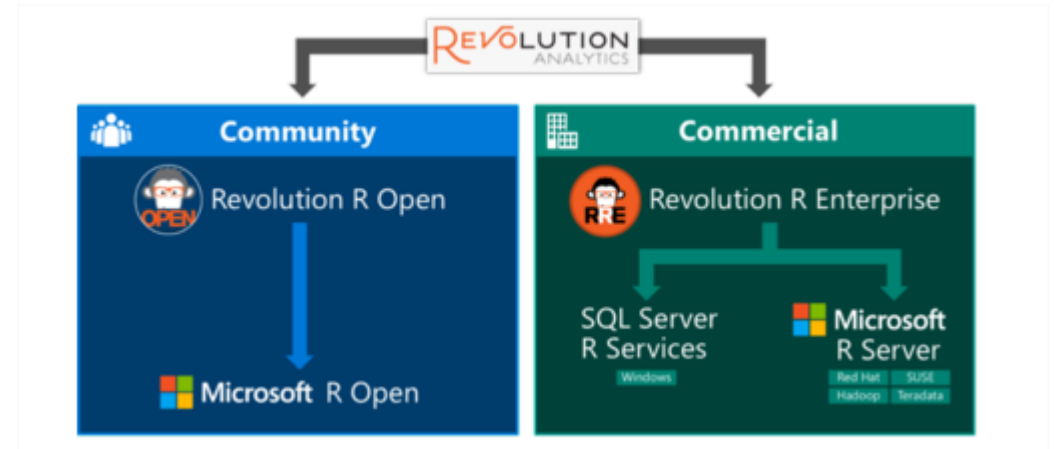 REVOLUTION
ANALYTICS
Community
Commercial
OPEN
Revolution R Open
RRE
Revolution R Enterprise
SQL Server
R Services
Windows
Microsoft
R Server
Red Hat
SUSE
Hadoop
Teradata
Microsoft R Open